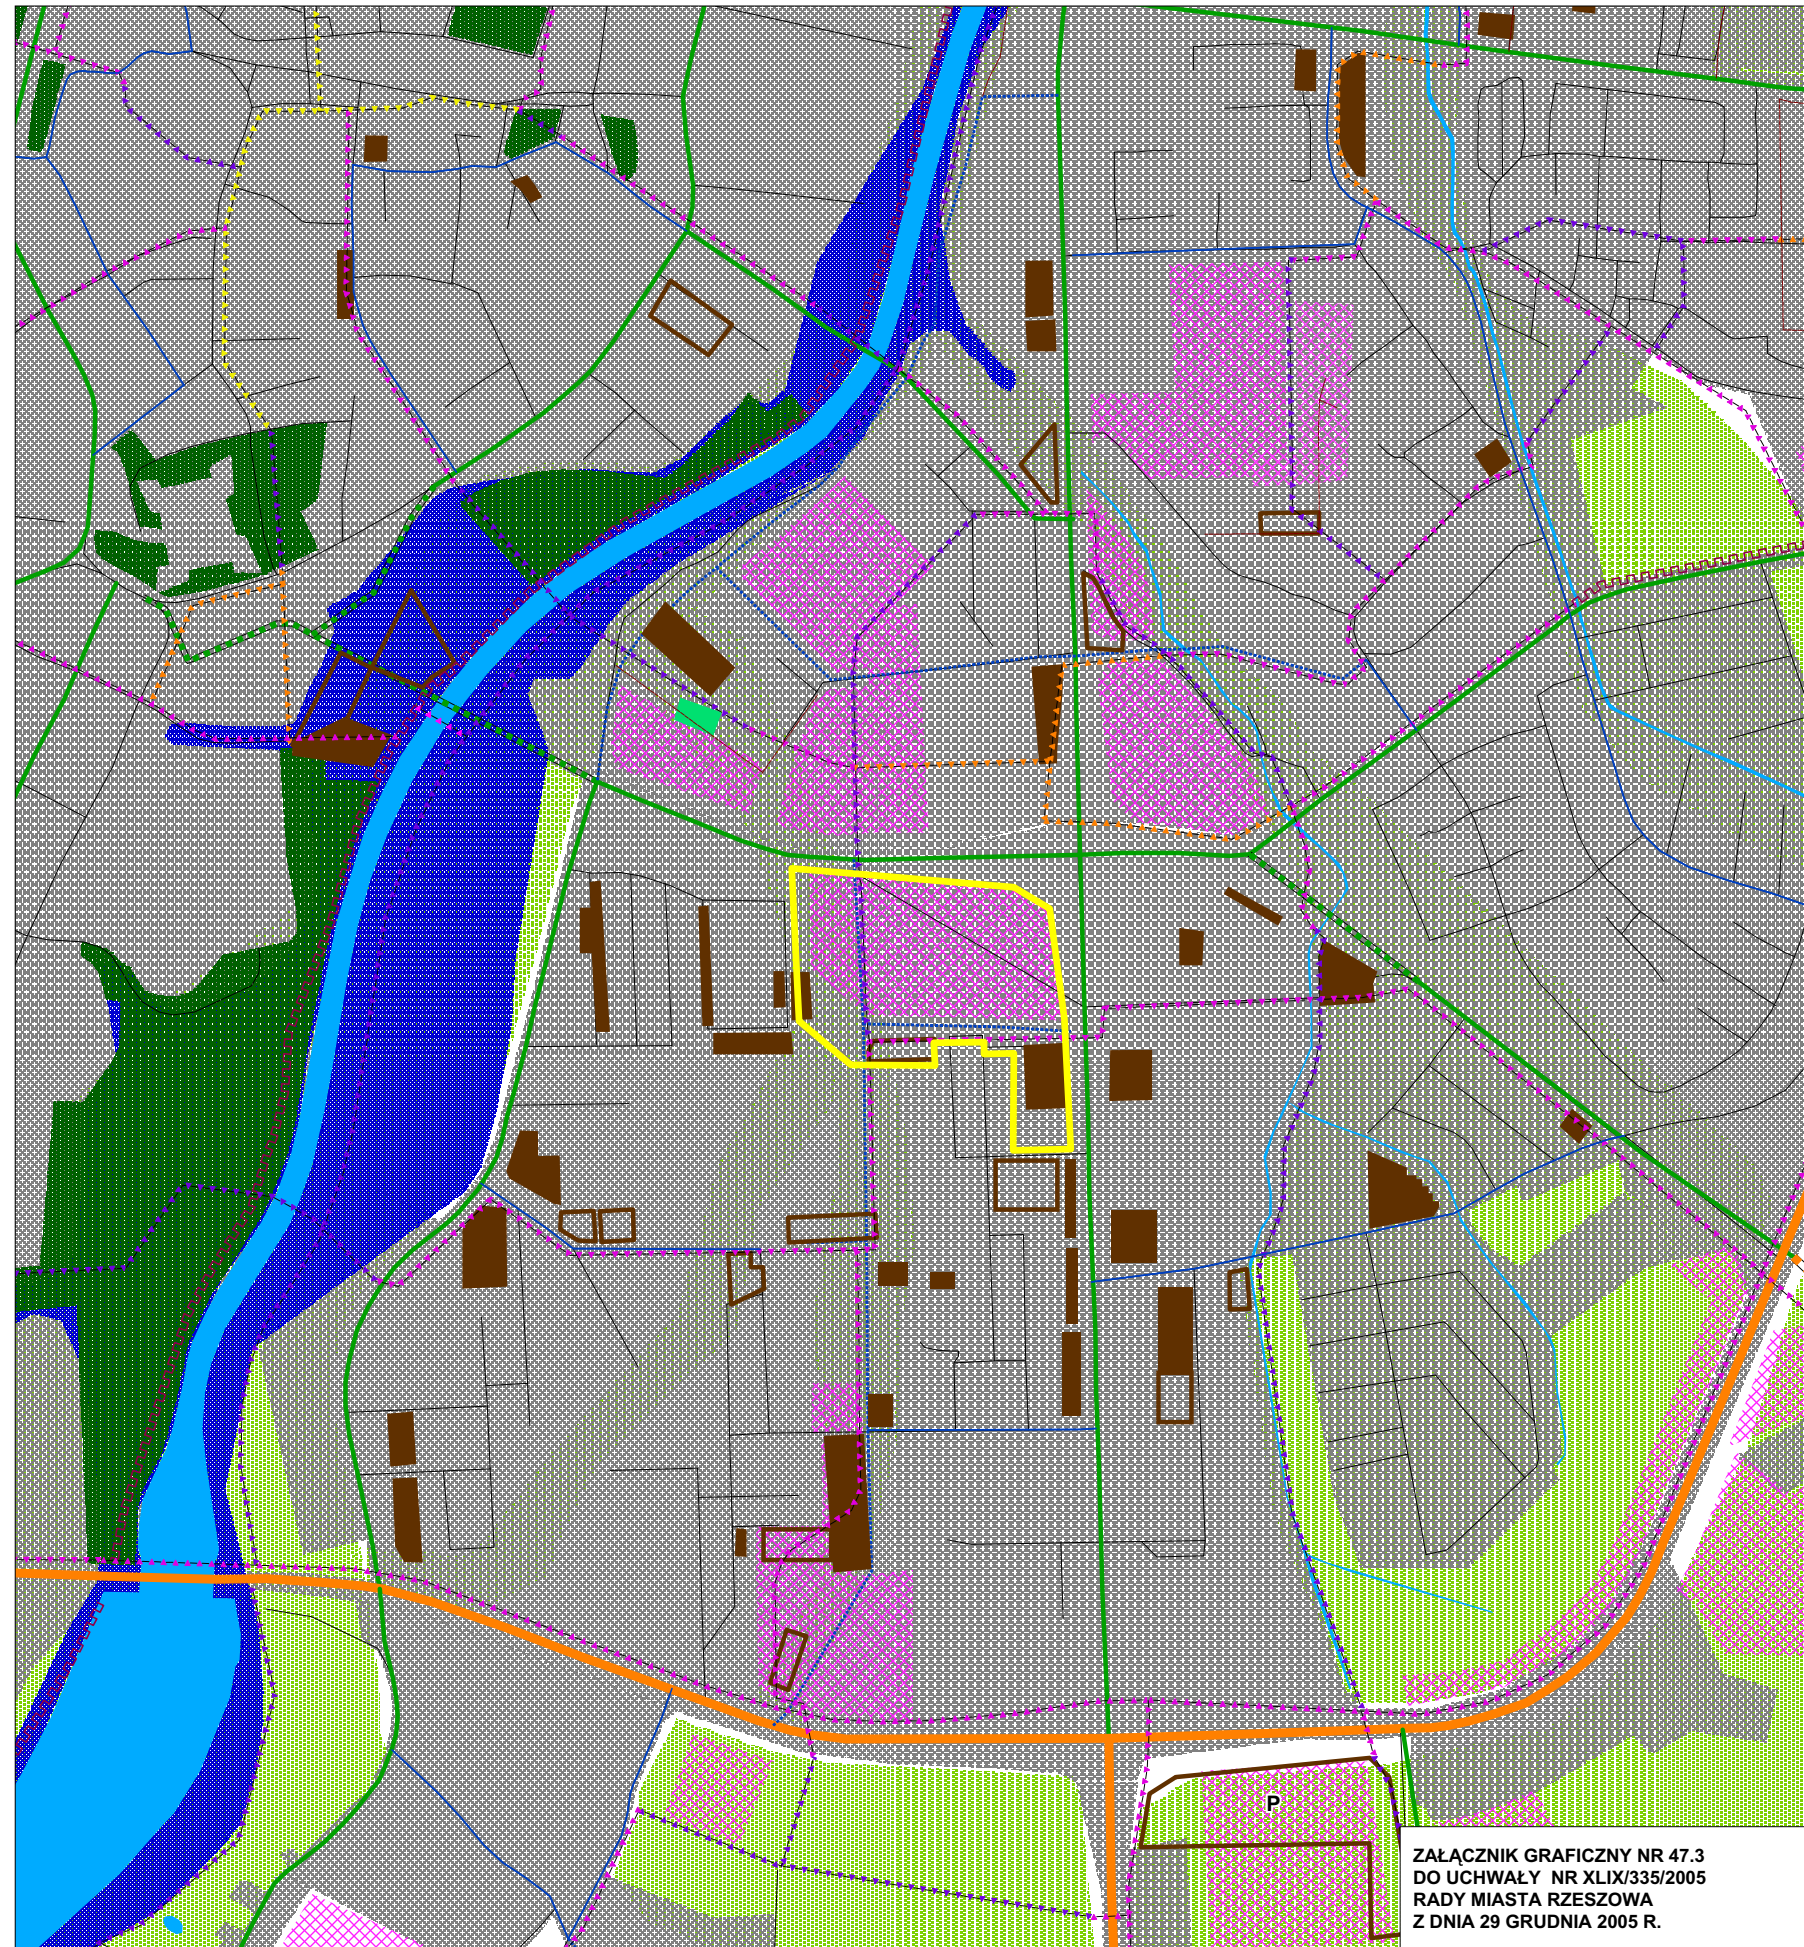 P
ZAŁĄCZNIK GRAFICZNY NR 47.3
DO UCHWAŁY NR XLIX/335/2005
RADY MIASTA RZESZOWA
Z DNIA 29 GRUDNIA 2005 R.